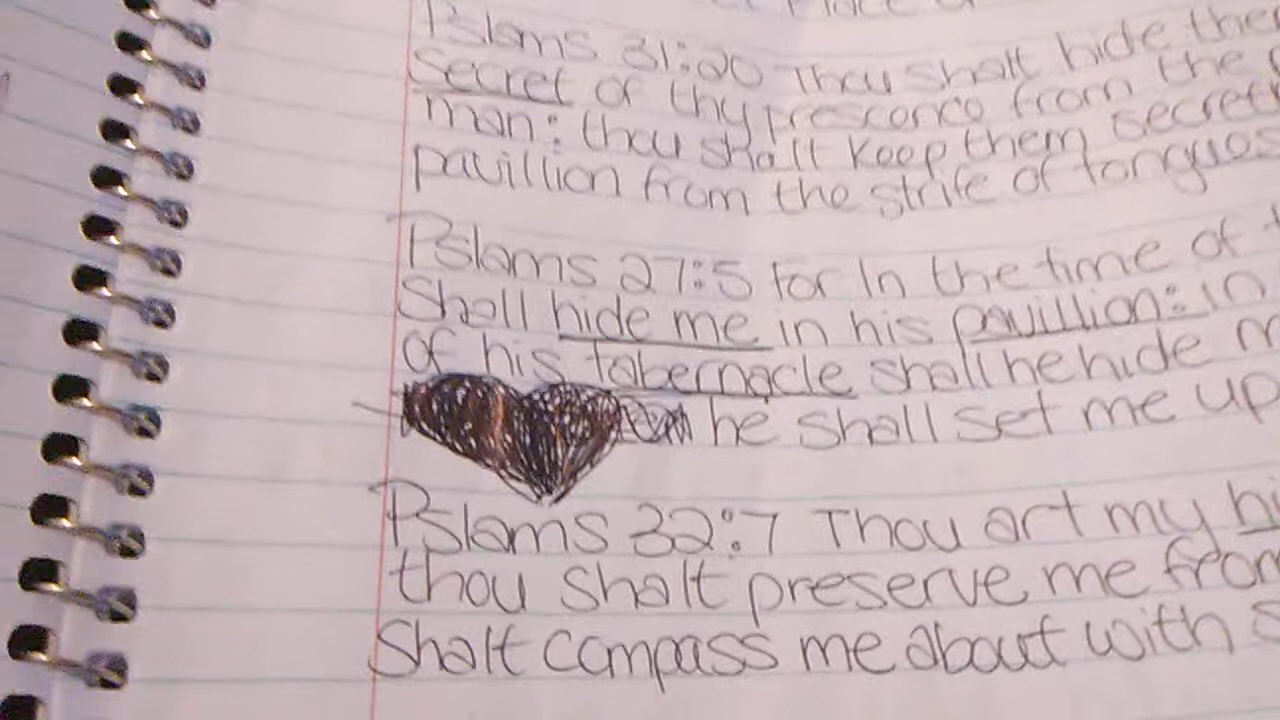 Place of
Pslams 31:20 Thou shalt hide them
secret of thy presence from the
man: thou shalt keep them secret
pavillion from the strife of tongues
Pslams 27:5 for In the time of
Shall hide me in his pavillion: in
of his tabernacle shall he hide
he shall set me up
Pslams 32:7 Thou art my
thou shalt preserve me from
Shalt compass me about with